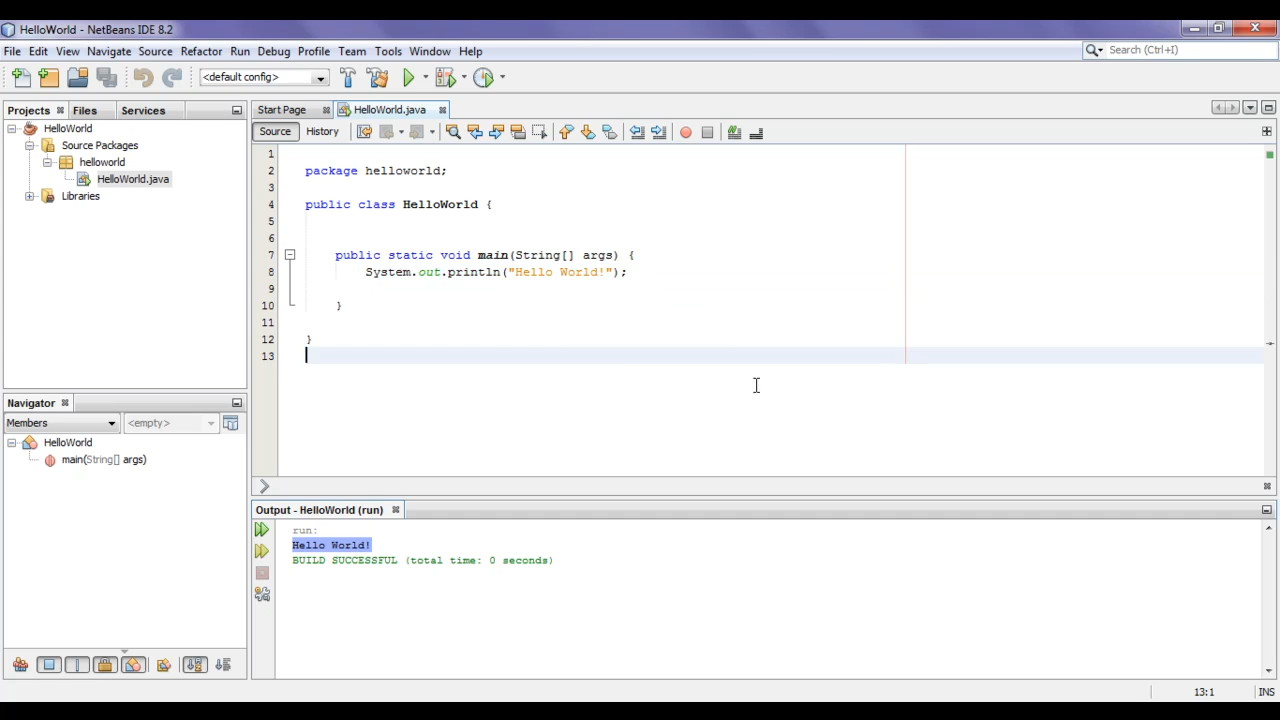 HelloWorld - NetBeans IDE 8.2
File Edit View Navigate Source Refactor Run Debug Profile Team Tools Window Help
Search (Ctrl+I)
<default config>
Projects Files Services
HelloWorld
Source Packages
helloworld
HelloWorld.java
Libraries
Start Page HelloWorld.java
Source History
1
2 package helloworld;
3
4 public class HelloWorld {
5
6
7 public static void main(String[] args) {
8 System.out.println("Hello World!");
9
10 }
11
12 }
13
Navigator
Members <empty>
HelloWorld
main(String[] args)
Output - HelloWorld (run)
run:
Hello World!
BUILD SUCCESSFUL (total time: 0 seconds)
13:1 INS